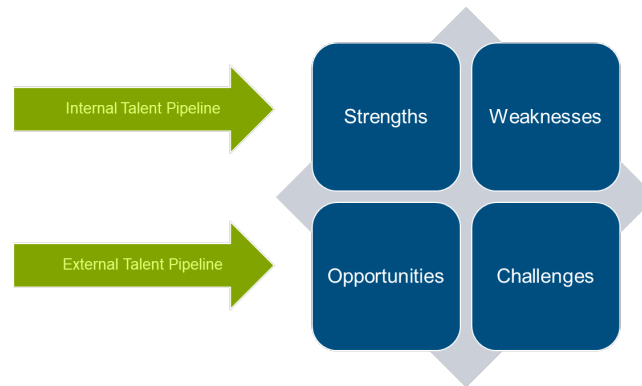 Internal Talent Pipeline
Strengths
Weaknesses
External Talent Pipeline
Opportunities
Challenges